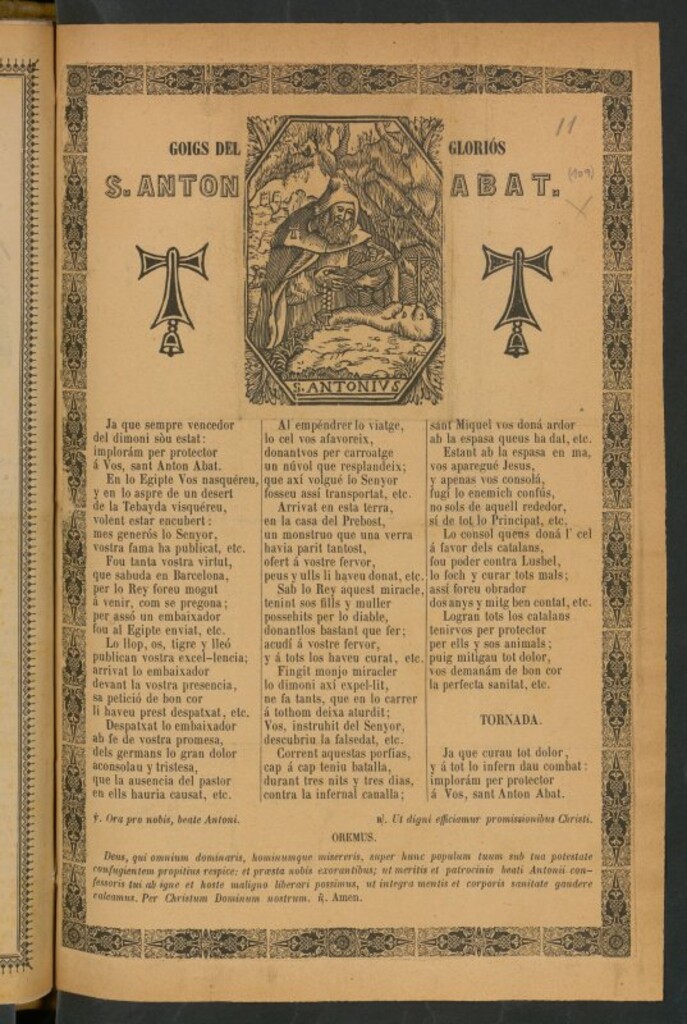 GOIGS DEL GLORIÓS
S. ANTON ABAT.
11
(109)
S. ANTONIVS
Ja que sempre vencedor
del dimoni sòu estat:
implorám per protector
á Vos, sant Anton Abat.
En lo Egipte Vos nasquéreu,
y en lo aspre de un desert
de la Tebayda visquéreu,
volent estar encubert:
mes generós lo Senyor,
vostra fama ha publicat, etc.
Fou tanta vostra virtut,
que sabuda en Barcelona,
per lo Rey foreu mogut
á venir, com se pregona;
per assó un embaixador
fou al Egipte enviat, etc.
Lo llop, os, tigre y lleó
publican vostra excel-lencia;
arrivat lo embaixador
devant la vostra presencia,
sa petició de bon cor
li haveu prest despatxat, etc.
Despatxat lo embaixador
ab fe de vostra promesa,
dels germans lo gran dolor
aconsolau y tristesa,
que la ausencia del pastor
en ells hauria causat, etc.
Al empéndrer lo viatge,
lo cel vos afavoreix,
donantvos per carroatge
un núvol que resplandeix;
que axí volgué lo Senyor
fosseu assí transportat, etc.
Arrivat en esta terra,
en la casa del Prebost,
un monstruo que una verra
havia parit tantost,
ofert á vostre fervor,
peus y ulls li haveu donat, etc.
Sab lo Rey aquest miracle,
tenint sos fills y muller
possehits per lo diable,
donantlos bastant que fer;
acudí á vostre fervor,
y á tots los haveu curat, etc.
Fingit monjo miracler
lo dimoni axí expel-lit,
ne fa tants, que en lo carrer
á tothom deixa aturdit;
Vos, instruhit del Senyor,
descubriu la falsedat, etc.
Corrent aquestas porfias,
cap á cap teniu batalla,
durant tres nits y tres dias,
contra la infernal canalla;
sant Miquel vos doná ardor
ab la espasa queus ha dat, etc.
Estant ab la espasa en ma,
vos aparegué Jesus,
y apenas vos consolá,
fugí lo enemich confús,
no sols de aquell rededor,
sí de tot lo Principat, etc.
Lo consol quens doná l' cel
á favor dels catalans,
fou poder contra Lusbel,
lo foch y curar tots mals;
assí foreu obrador
dos anys y mitg ben contat, etc.
Logran tots los catalans
tenirvos per protector
per ells y sos animals;
puig mitigau tot dolor,
vos demanám de bon cor
la perfecta sanitat, etc.
TORNADA.
Ja que curau tot dolor,
y á tot lo infern dau combat:
implorám per protector
á Vos, sant Anton Abat.
℣. Ora pro nobis, beate Antoni.
℟. Ut digni efficiamur promissionibus Christi.
OREMUS.
Deus, qui omnium dominaris, hominumque misereris, super hunc populum tuum sub tua potestate
confugientem propitius respice: et præsta nobis exorantibus; ut meritis et patrocinio beati Antonii con-
fessoris tui ab igne et hoste maligno liberari possimus, ut integra mentis et corporis sanitate gaudere
valeamus. Per Christum Dominum nostrum. ℟. Amen.